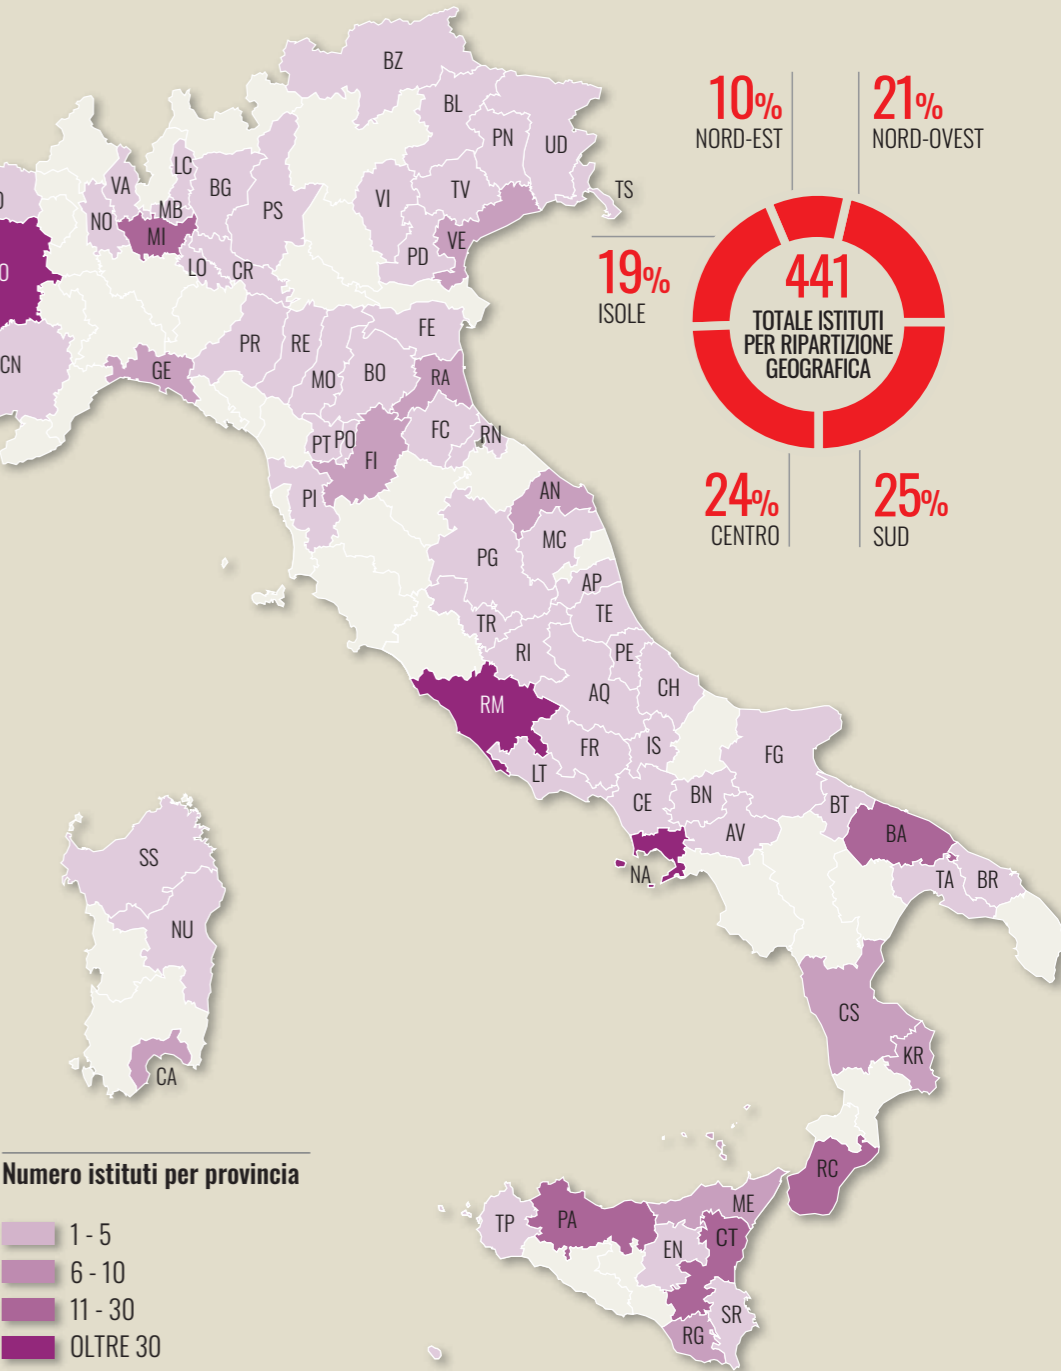 BZ
BL
PN
UD
TS
LC
VA
BG
MB
NO
MI
PS
VI
TV
VE
PD
LO
CR
O
O
CN
GE
PR
RE
MO
BO
FE
RA
FC
RN
PT
PO
FI
PI
AN
MC
PG
AP
TE
TR
RI
PE
CH
AQ
RM
FR
IS
LT
FG
CE
BN
BT
AV
BA
NA
TA
BR
SS
NU
CA
CS
KR
RC
ME
TP
PA
CT
EN
SR
RG
10%
NORD-EST
21%
NORD-OVEST
19%
ISOLE
441
TOTALE ISTITUTI
PER RIPARTIZIONE
GEOGRAFICA
24%
CENTRO
25%
SUD
Numero istituti per provincia
1 - 5
6 - 10
11 - 30
OLTRE 30